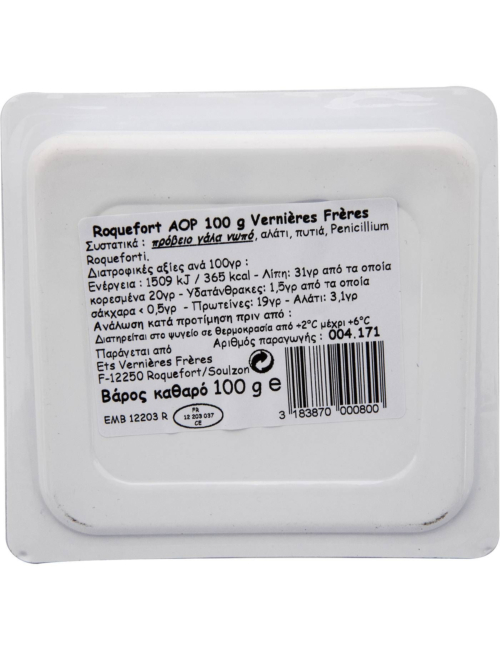 Roquefort AOP 100 g Vernières Frères
Συστατικά : πρόβειο γάλα νωπό, αλάτι, πυτιά, Penicillium
Roqueforti.
Διατροφικές αξίες ανά 100γρ :
Ενέργεια : 1509 kJ / 365 kcal - Λίπη: 31γρ από τα οποία
κορεσμένα 20γρ - Υδατάνθρακες: 1,5γρ από τα οποία
σάκχαρα < 0,5γρ - Πρωτεΐνες: 19γρ - Αλάτι: 3,1γρ
Ανάλωση κατά προτίμηση πριν από :
Διατηρείται στο ψυγείο σε θερμοκρασία από +2°C μέχρι +6°C
Αριθμός παραγωγής : 004.171
Παράγεται από
Ets Vernières Frères
F-12250 Roquefort/Soulzon
Βάρος καθαρό 100 g e
EMB 12203 R
FR
12 203 037
CE
3 183870 000800